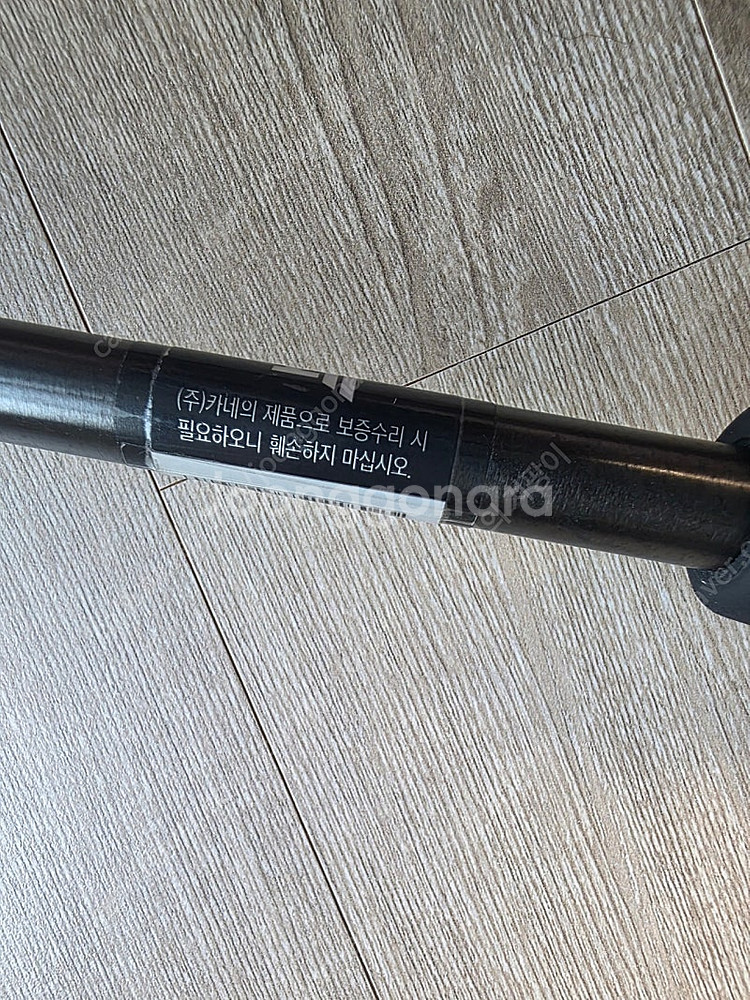 (주)카네의 제품으로 보증수리 시
필요하오니 훼손하지 마십시오.
Joonggonara